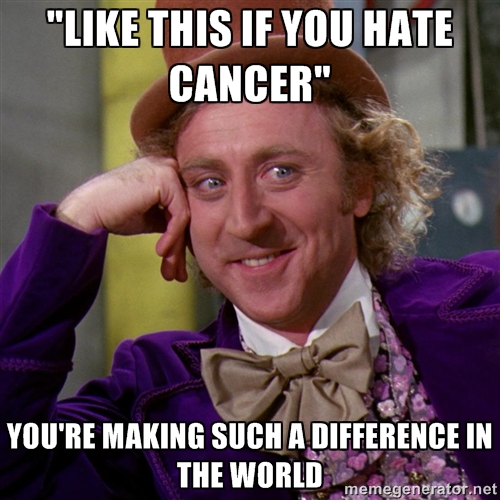 "LIKE THIS IF YOU HATE
CANCER"
YOU'RE MAKING SUCH A DIFFERENCE IN
THE WORLD
memegenerator.net